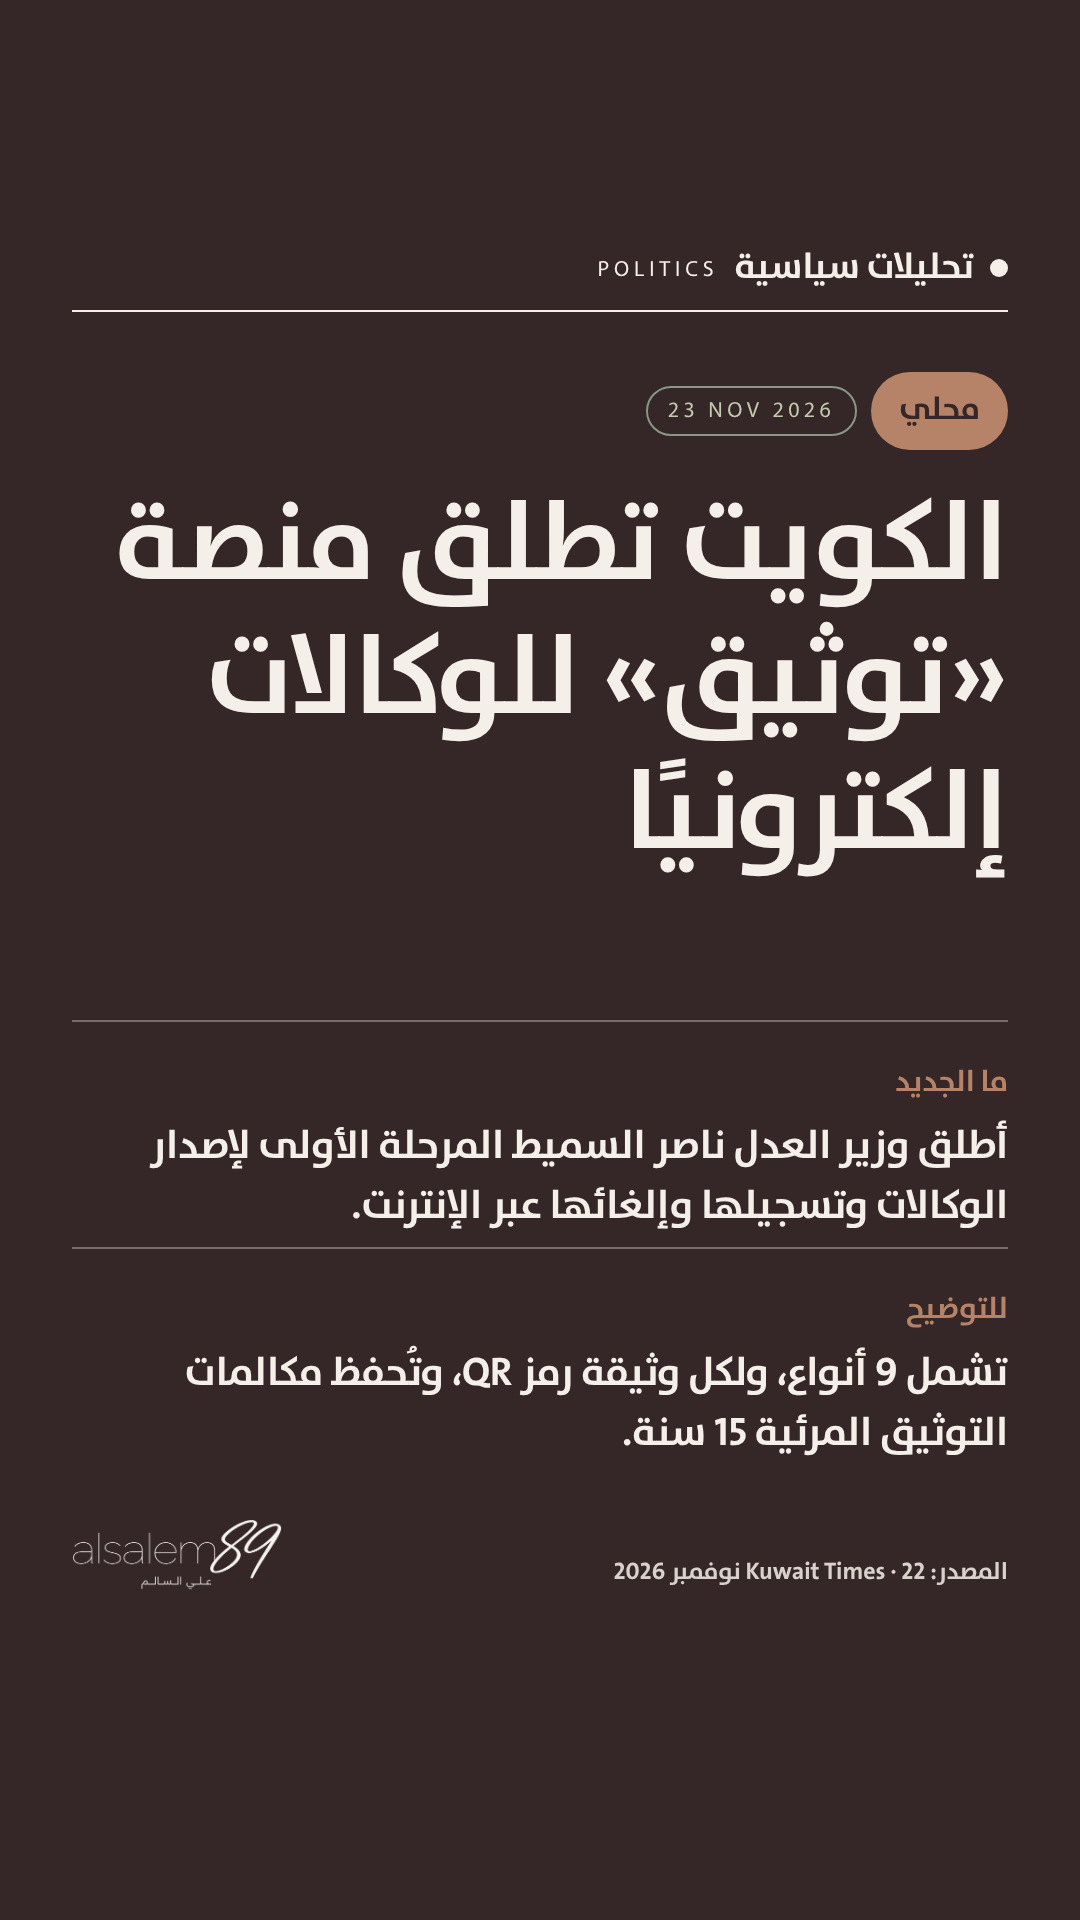 تحليلات سياسية POLITICS
محلي 23 NOV 2026
الكويت تطلق منصة
«توثيق» للوكالات
إلكترونيًا
ما الجديد
أطلق وزير العدل ناصر السميط المرحلة الأولى لإصدار
الوكالات وتسجيلها وإلغائها عبر الإنترنت.
للتوضيح
تشمل 9 أنواع، ولكل وثيقة رمز QR، وتُحفظ مكالمات
التوثيق المرئية 15 سنة.
المصدر: Kuwait Times · 22 نوفمبر 2026
alsalem89
علي السالم